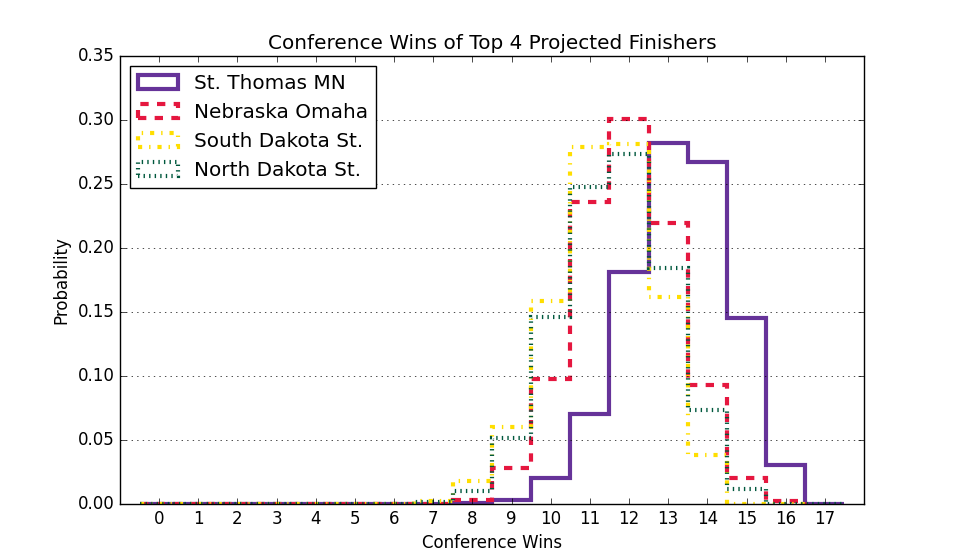 Conference Wins of Top 4 Projected Finishers
0.35
0.30
0.25
0.20
0.15
0.10
0.05
0.00
Probability
St. Thomas MN
Nebraska Omaha
South Dakota St.
North Dakota St.
0 1 2 3 4 5 6 7 8 9 10 11 12 13 14 15 16 17
Conference Wins